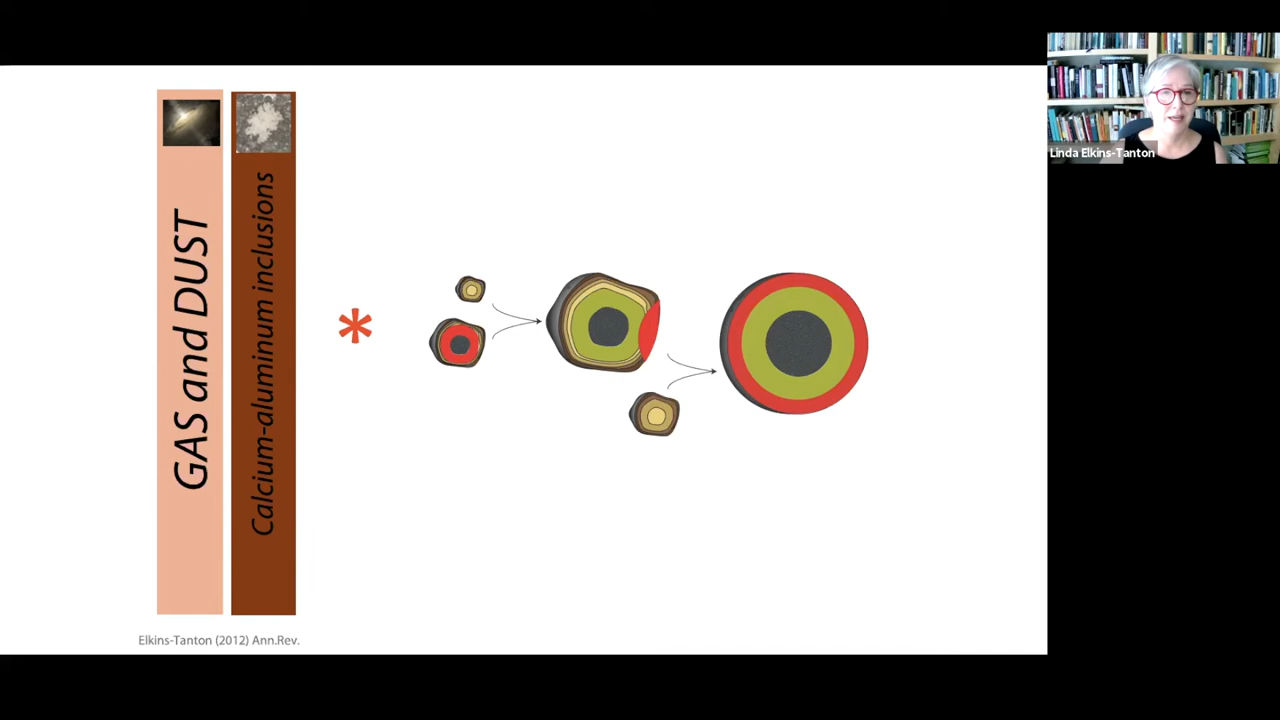 GAS and DUST
Calcium-aluminum inclusions
*
Elkins-Tanton (2012) Ann.Rev.
Linda Elkins-Tanton